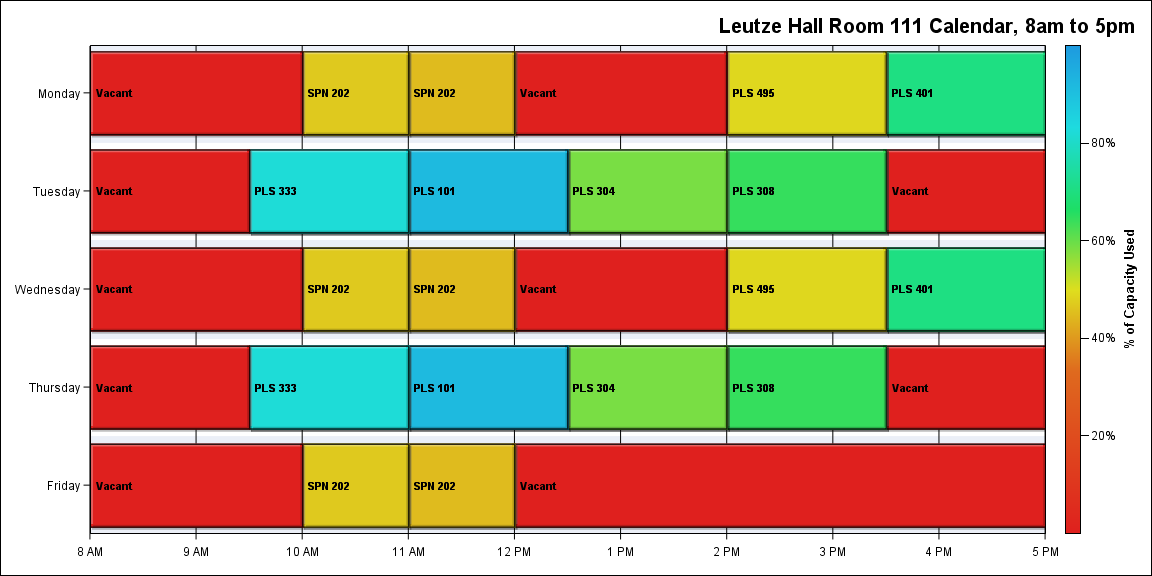 Leutze Hall Room 111 Calendar, 8am to 5pm
Monday
Vacant
SPN 202
SPN 202
Vacant
PLS 495
PLS 401
Tuesday
Vacant
PLS 333
PLS 101
PLS 304
PLS 308
Vacant
Wednesday
Vacant
SPN 202
SPN 202
Vacant
PLS 495
PLS 401
Thursday
Vacant
PLS 333
PLS 101
PLS 304
PLS 308
Vacant
Friday
Vacant
SPN 202
SPN 202
Vacant
8 AM
9 AM
10 AM
11 AM
12 PM
1 PM
2 PM
3 PM
4 PM
5 PM
80%
60%
40%
20%
% of Capacity Used